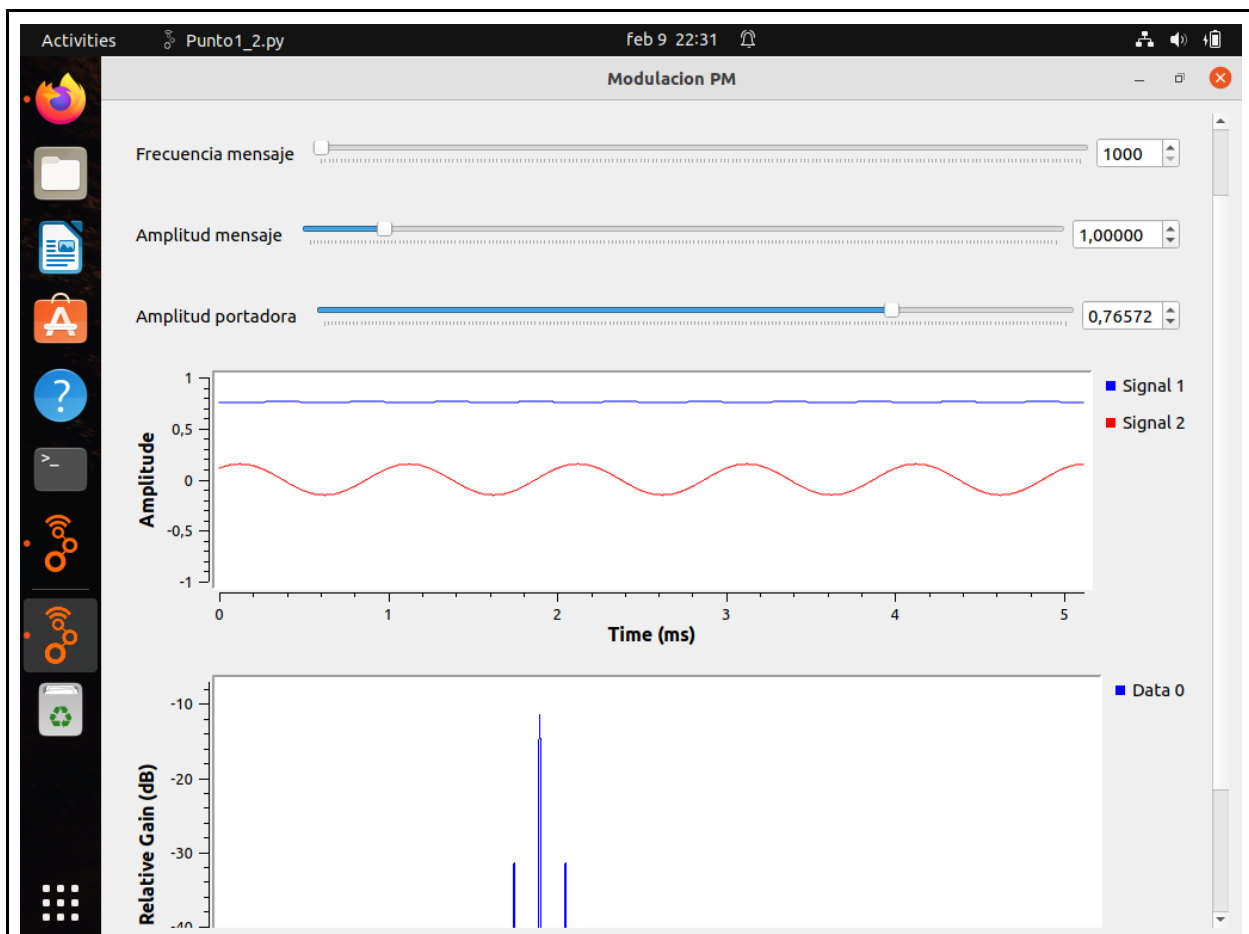 Activities Punto1_2.py feb 9 22:31
Modulacion PM
Frecuencia mensaje 1000
Amplitud mensaje 1,00000
Amplitud portadora 0,76572
Amplitude
1
0,5
0
-0,5
-1
0 1 2 3 4 5
Time (ms)
Signal 1
Signal 2
Relative Gain (dB)
-10
-20
-30
-40
Data 0